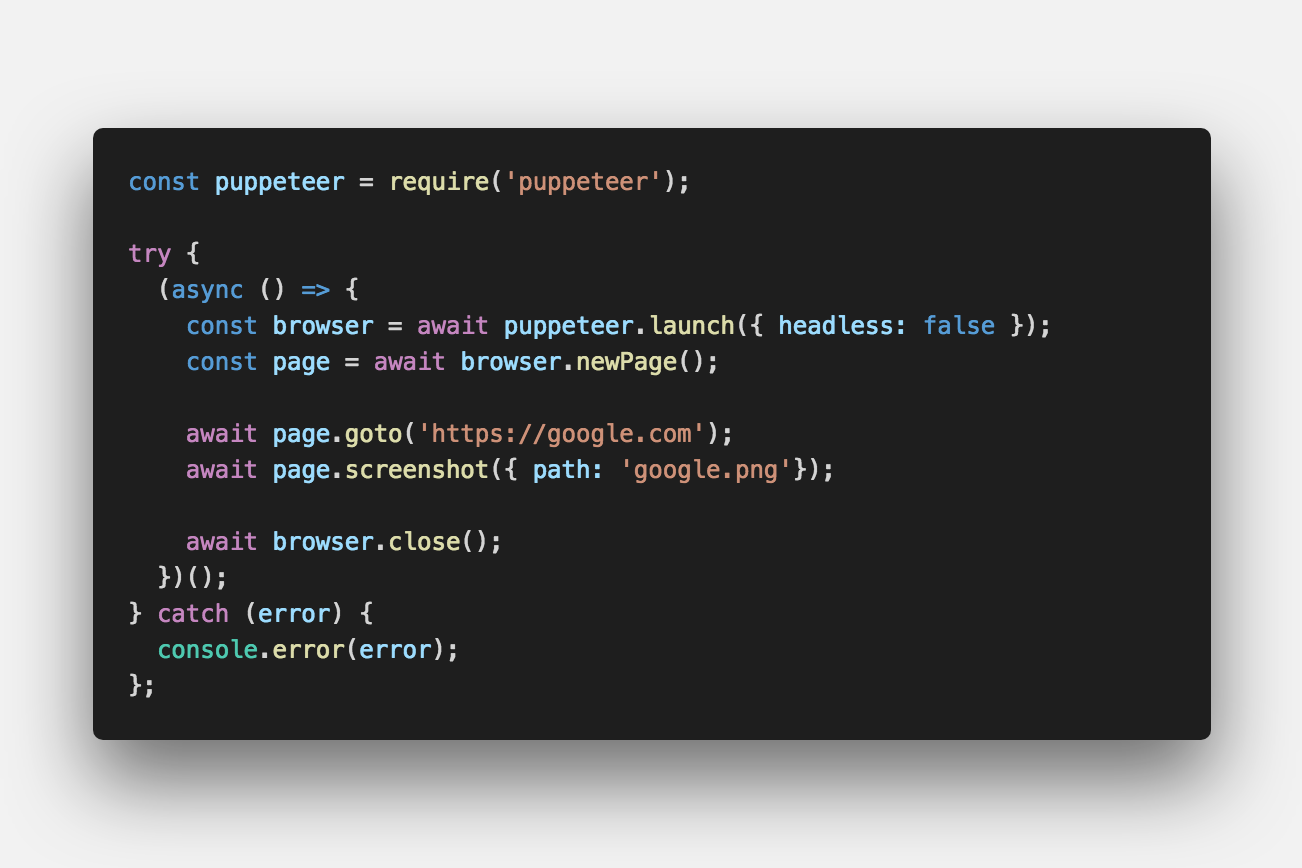 const puppeteer = require('puppeteer');

try {
  (async () => {
    const browser = await puppeteer.launch({ headless: false });
    const page = await browser.newPage();

    await page.goto('https://google.com');
    await page.screenshot({ path: 'google.png'});

    await browser.close();
  })();
} catch (error) {
  console.error(error);
};